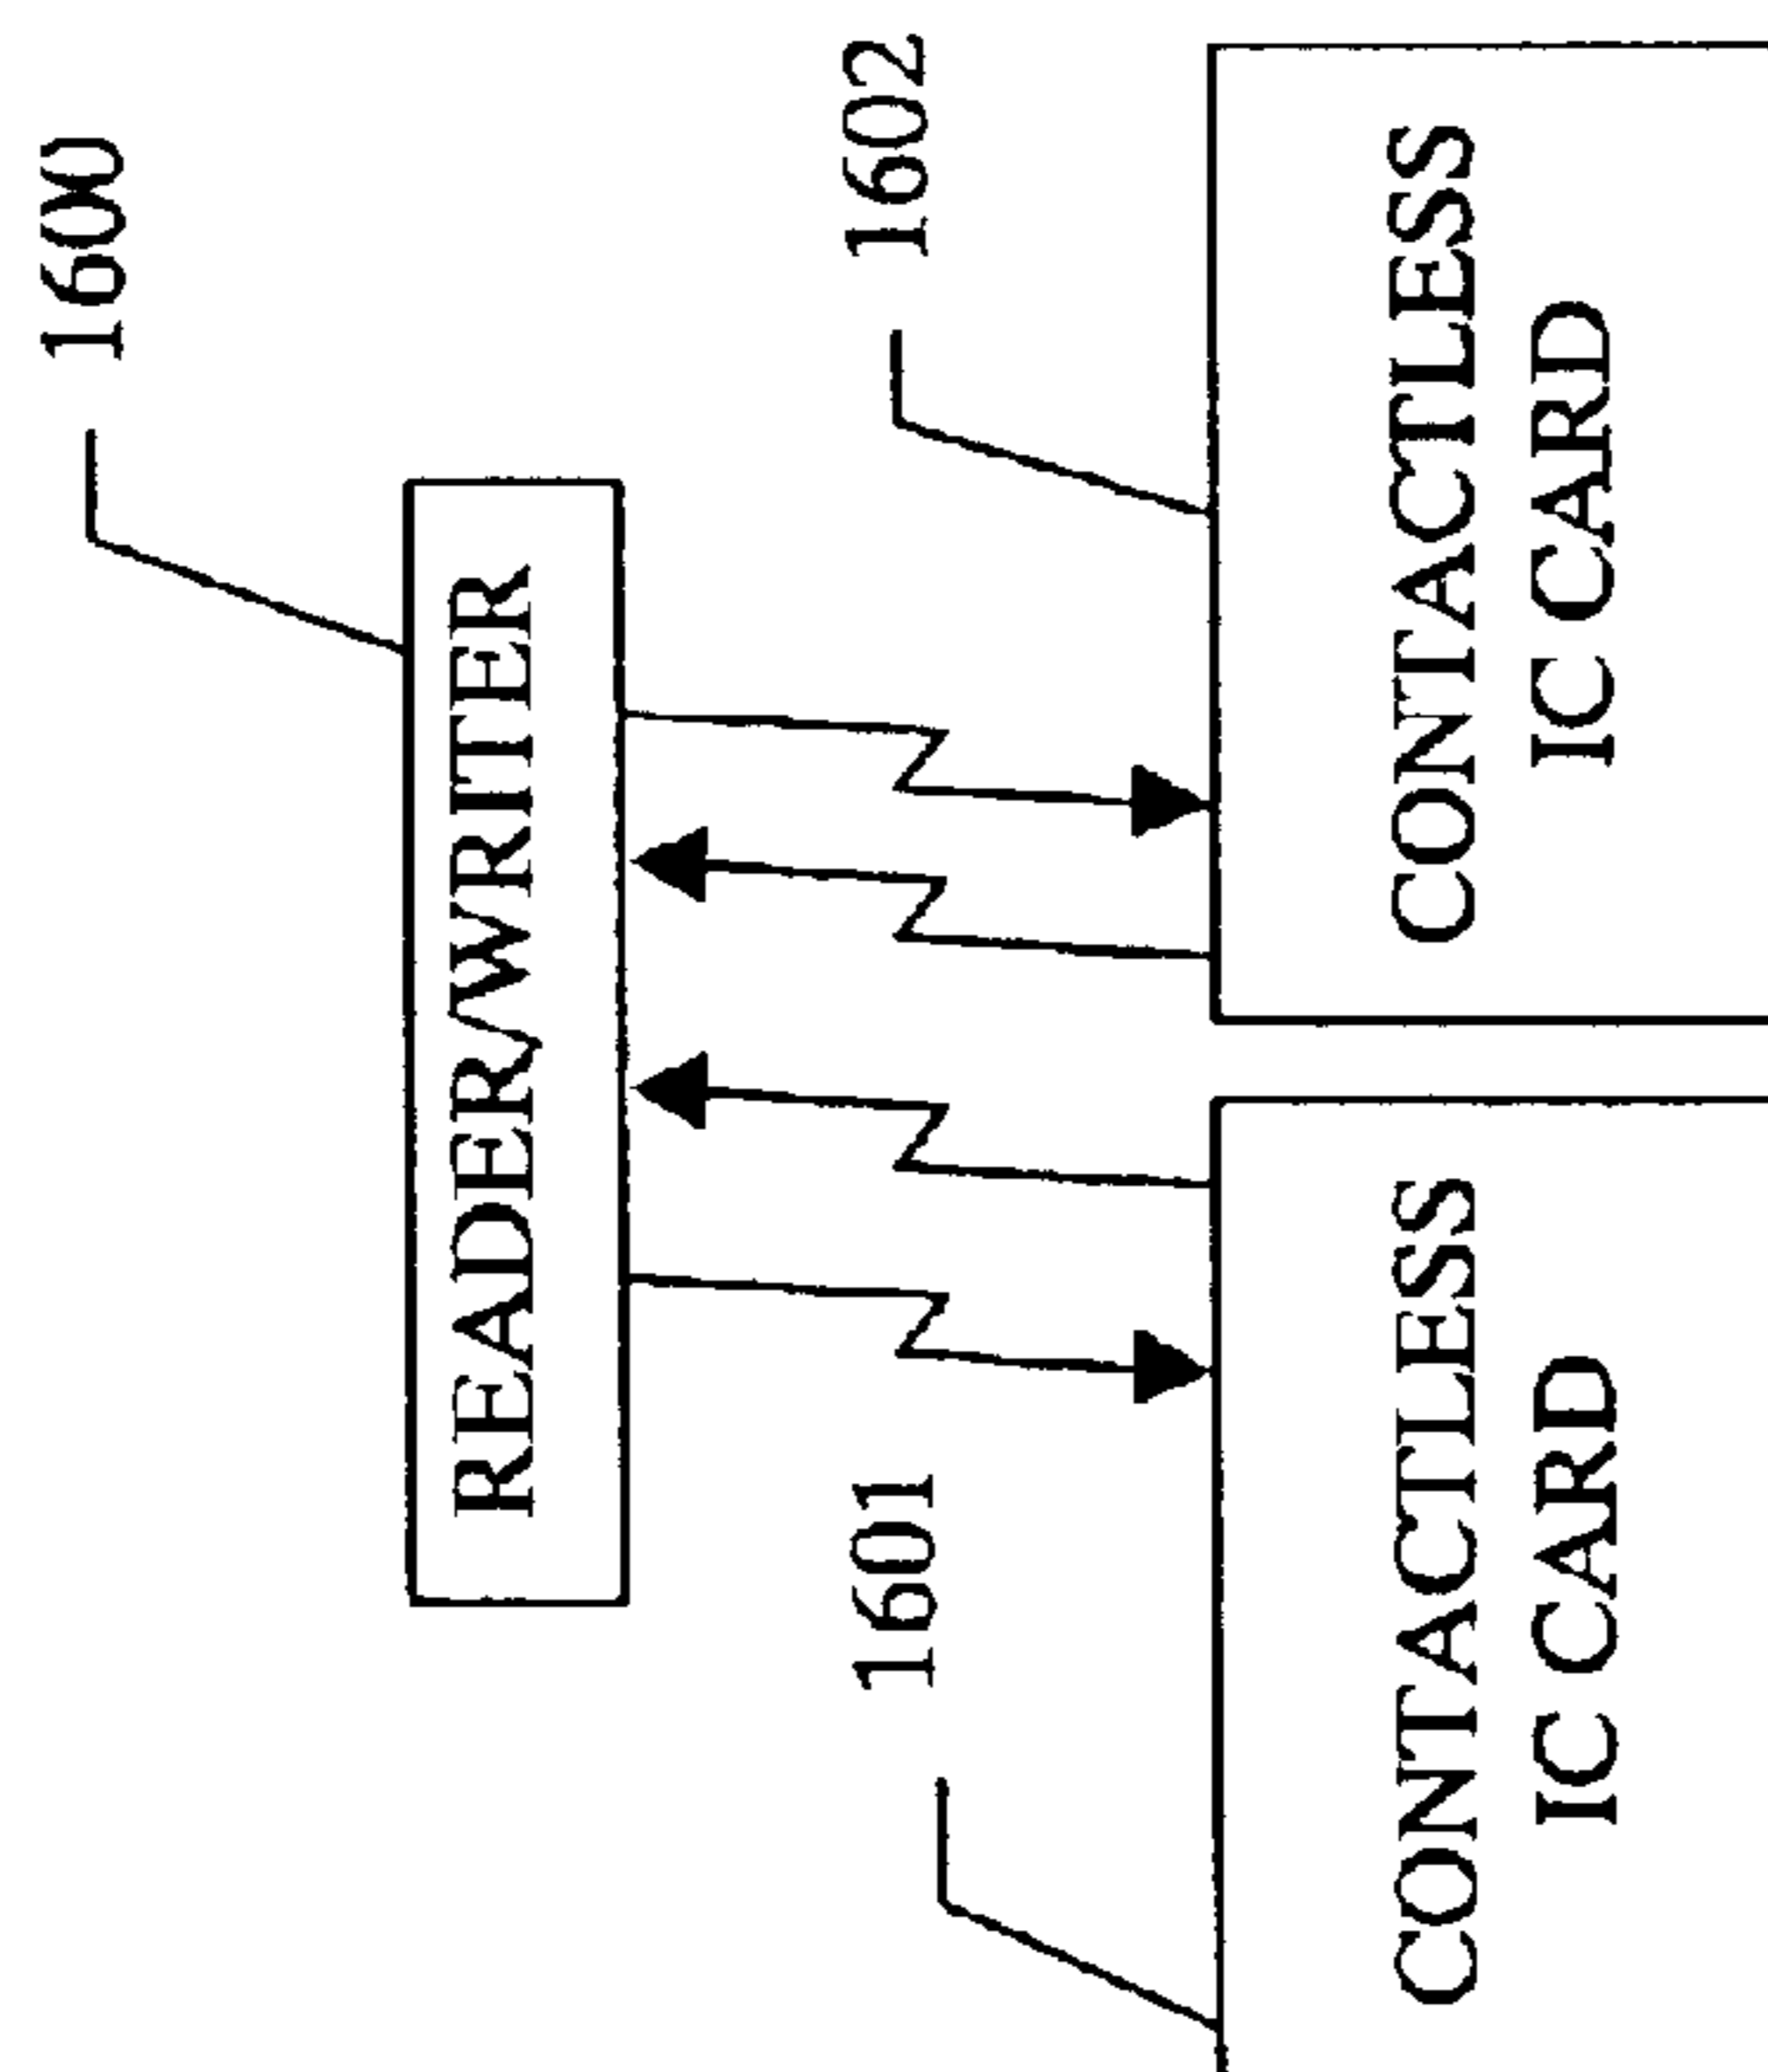 1600
READER/WRITER
1601
1602
CONTACTLESS
IC CARD
CONTACTLESS
IC CARD